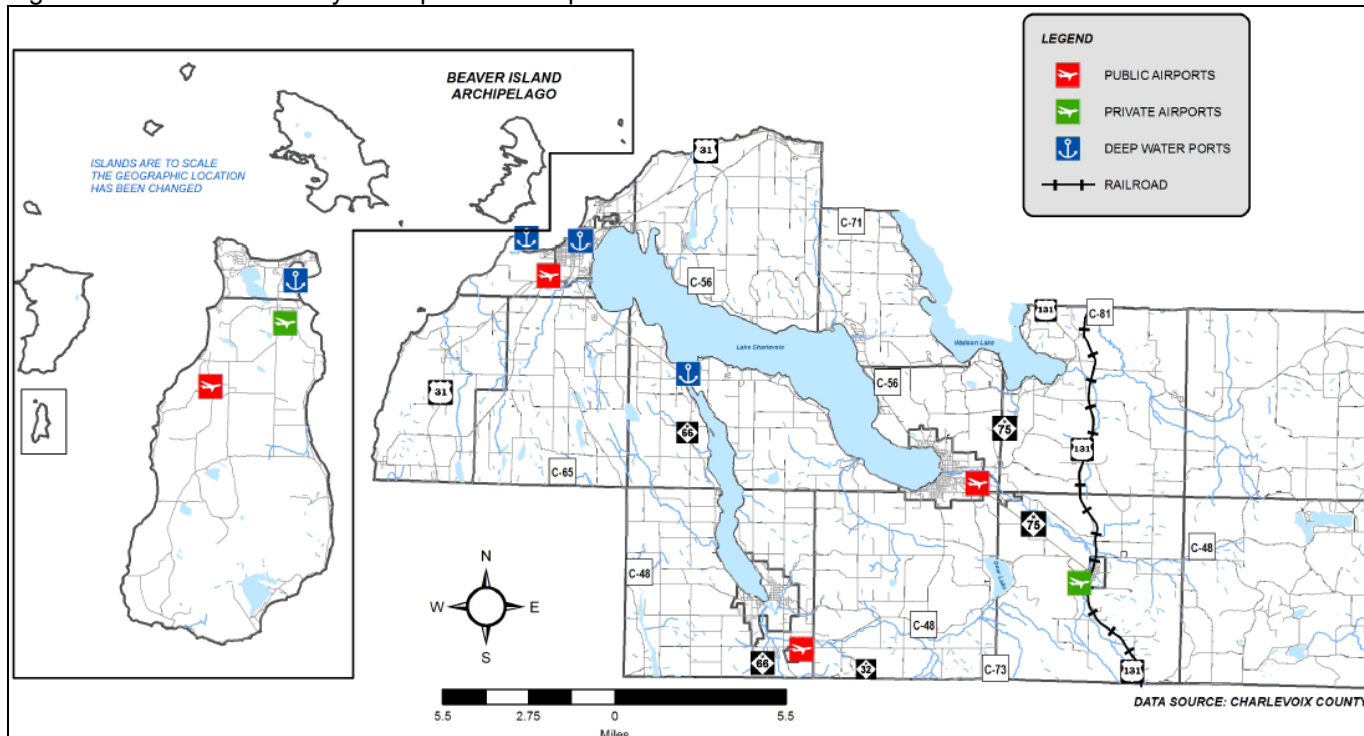 BEAVER ISLAND
ARCHIPELAGO
ISLANDS ARE TO SCALE
THE GEOGRAPHIC LOCATION
HAS BEEN CHANGED
LEGEND
PUBLIC AIRPORTS
PRIVATE AIRPORTS
DEEP WATER PORTS
RAILROAD
31
C-71
C-56
131
C-81
Lake Charlevoix
Walloon Lake
C-56
31
66
75
131
C-65
75
C-48
C-48
Deer Lake
C-48
66
32
C-73
131
N
W
E
S
5.5
2.75
0
5.5
Miles
DATA SOURCE: CHARLEVOIX COUNTY